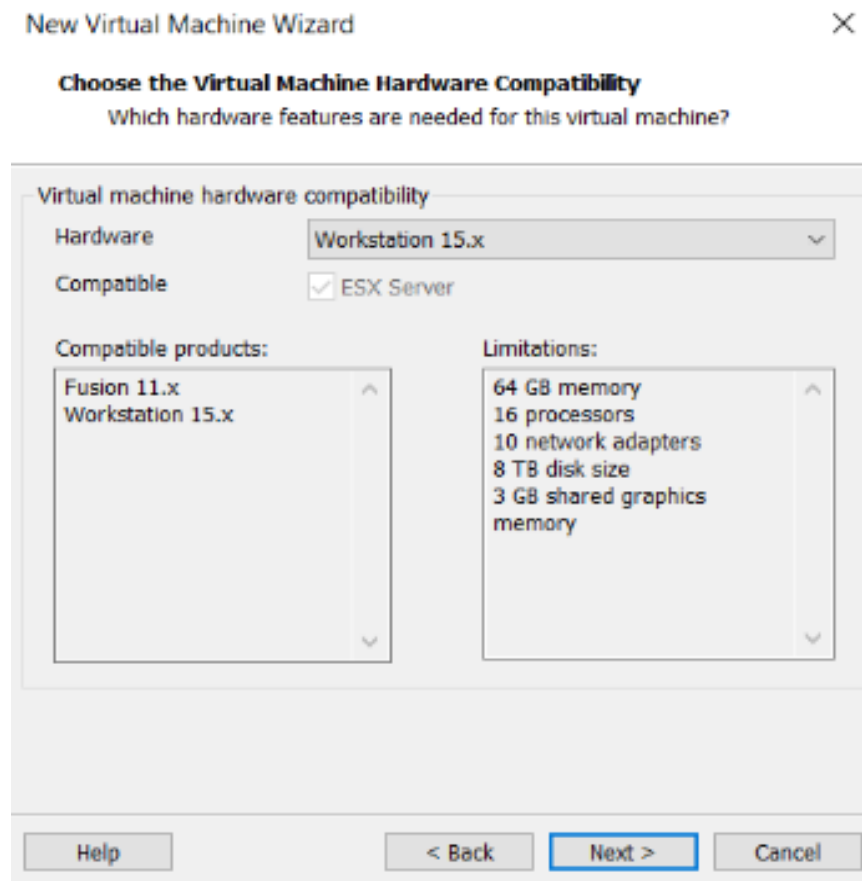 New Virtual Machine Wizard
Choose the Virtual Machine Hardware Compatibility
Which hardware features are needed for this virtual machine?
Virtual machine hardware compatibility
Hardware
Workstation 15.x
Compatible
ESX Server
Compatible products:
Fusion 11.x
Workstation 15.x
Limitations:
64 GB memory
16 processors
10 network adapters
8 TB disk size
3 GB shared graphics
memory
Help
< Back
Next >
Cancel